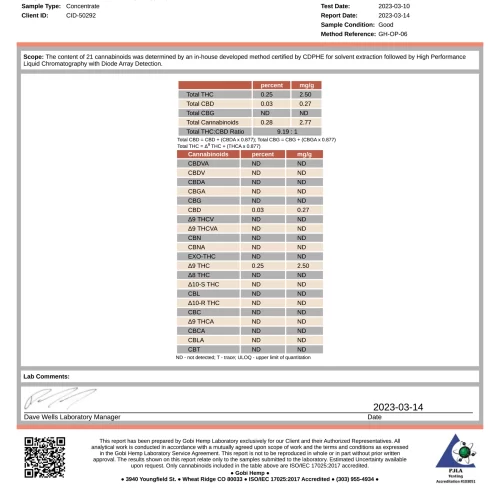 Sample Type: Concentrate
Client ID: CID-50292
Test Date: 2023-03-10
Report Date: 2023-03-14
Sample Condition: Good
Method Reference: GH-OP-06
Scope: The content of 21 cannabinoids was determined by an in-house developed method certified by CDPHE for solvent extraction followed by High Performance
Liquid Chromatography with Diode Array Detection.
percent mg/g
Total THC 0.25 2.50
Total CBD 0.03 0.27
Total CBG ND ND
Total Cannabinoids 0.28 2.77
Total THC:CBD Ratio 9.19 : 1
Total CBD = CBD + (CBDA x 0.877); Total CBG = CBG + (CBGA x 0.877)
Total THC = Δ⁹ THC + (THCA x 0.877)
Cannabinoids percent mg/g
CBDVA ND ND
CBDV ND ND
CBDA ND ND
CBGA ND ND
CBG ND ND
CBD 0.03 0.27
Δ9 THCV ND ND
Δ9 THCVA ND ND
CBN ND ND
CBNA ND ND
EXO-THC ND ND
Δ9 THC 0.25 2.50
Δ8 THC ND ND
Δ10-S THC ND ND
CBL ND ND
Δ10-R THC ND ND
CBC ND ND
Δ9 THCA ND ND
CBCA ND ND
CBLA ND ND
CBT ND ND
ND - not detected; T - trace; ULOQ - upper limit of quantitation
Lab Comments:
2023-03-14
Dave Wells Laboratory Manager Date
This report has been prepared by Gobi Hemp Laboratory exclusively for our Client and their Authorized Representatives. All
analytical work is conducted in accordance with a mutually agreed upon scope of work and the terms and conditions as expressed
in the Gobi Hemp Laboratory Service Agreement. This report is not to be reproduced in whole or in part without prior written
approval. The results shown on this report relate only to the samples submitted to the laboratory. Estimated Uncertainty available
upon request. Only cannabinoids included in the table above are ISO/IEC 17025:2017 accredited.
● Gobi Hemp ●
● 3940 Youngfield St. ● Wheat Ridge CO 80033 ● ISO/IEC 17025:2017 Accredited ● (303) 955-4934 ●
PJLA
Testing